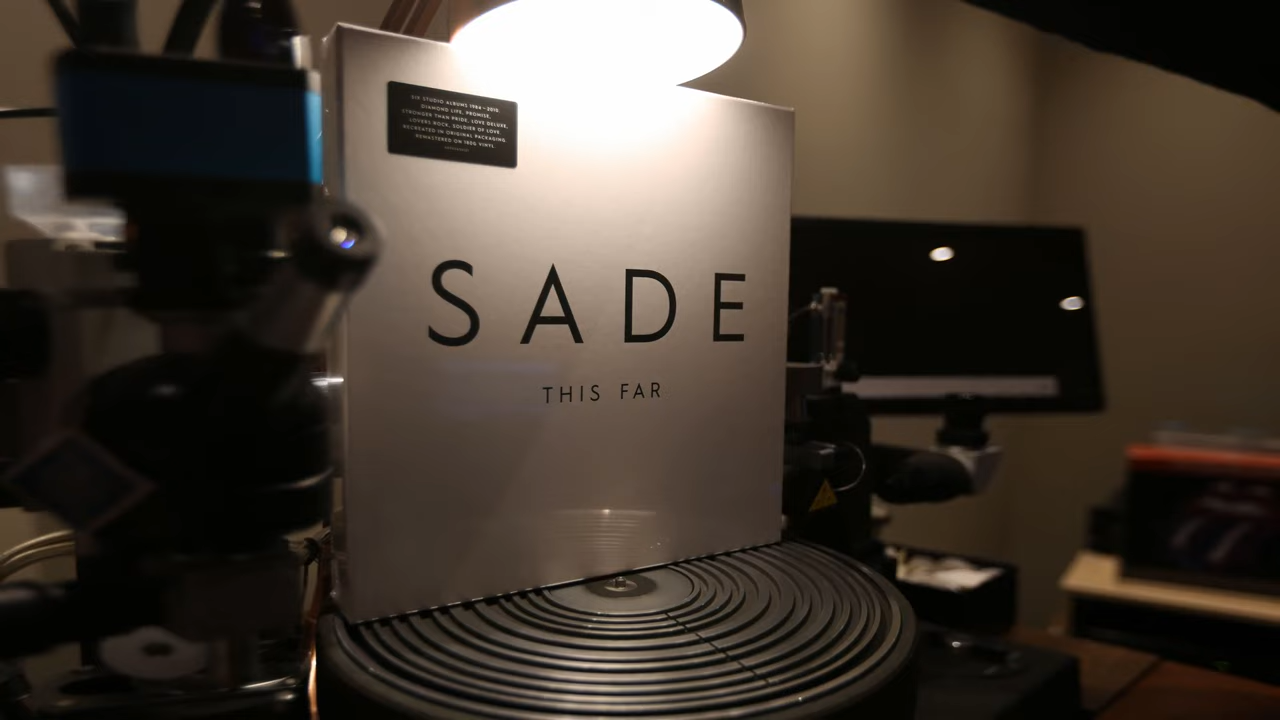 SIX STUDIO ALBUMS 1984–2010.
DIAMOND LIFE, PROMISE,
STRONGER THAN PRIDE, LOVE DELUXE,
LOVERS ROCK, SOLDIER OF LOVE
RECREATED IN ORIGINAL PACKAGING
REMASTERED ON 180G VINYL
SADE
THIS FAR